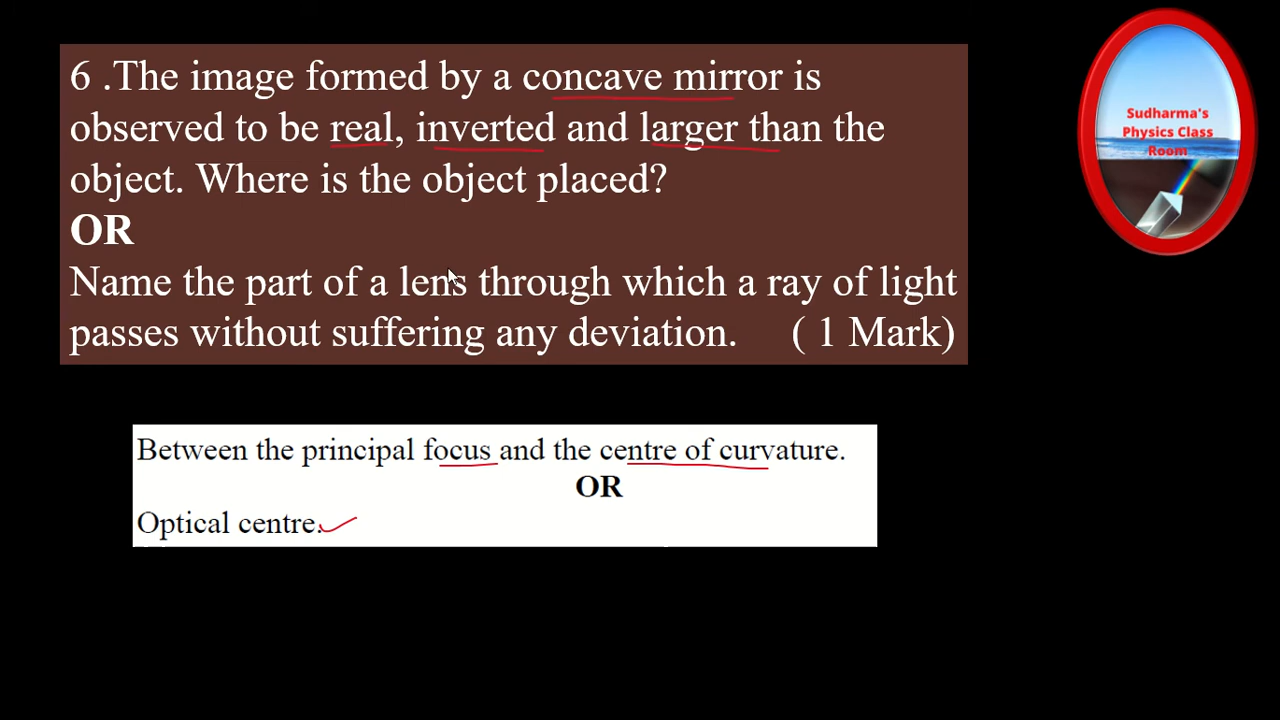 6 .The image formed by a concave mirror is
observed to be real, inverted and larger than the
object. Where is the object placed?
OR
Name the part of a lens through which a ray of light
passes without suffering any deviation. ( 1 Mark)
Sudharma's
Physics Class
Room
Between the principal focus and the centre of curvature.
OR
Optical centre.